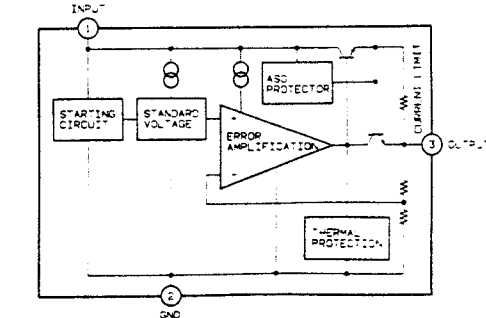 INPUT
1
STARTING
CIRCUIT
STANDARD
VOLTAGE
ERROR
AMPLIFICATION
ASO
PROTECTOR
CURRENT LIMIT
3
OUTPUT
THERMAL
PROTECTION
2
GND